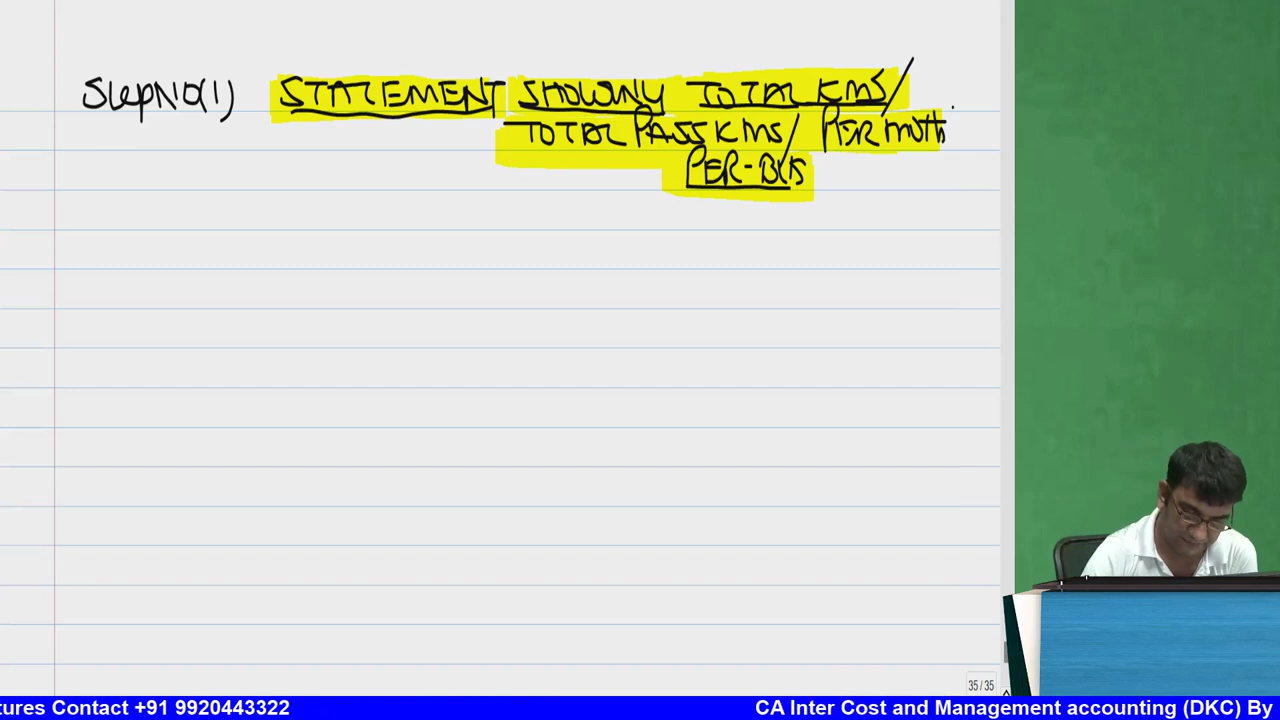 StepNO(1) STATEMENT SHOWING TOTAL KMS/
TOTAL PASS KMS/ PER MUTH
PER-BUS
35/35
tures Contact +91 9920443322
CA Inter Cost and Management accounting (DKC) By